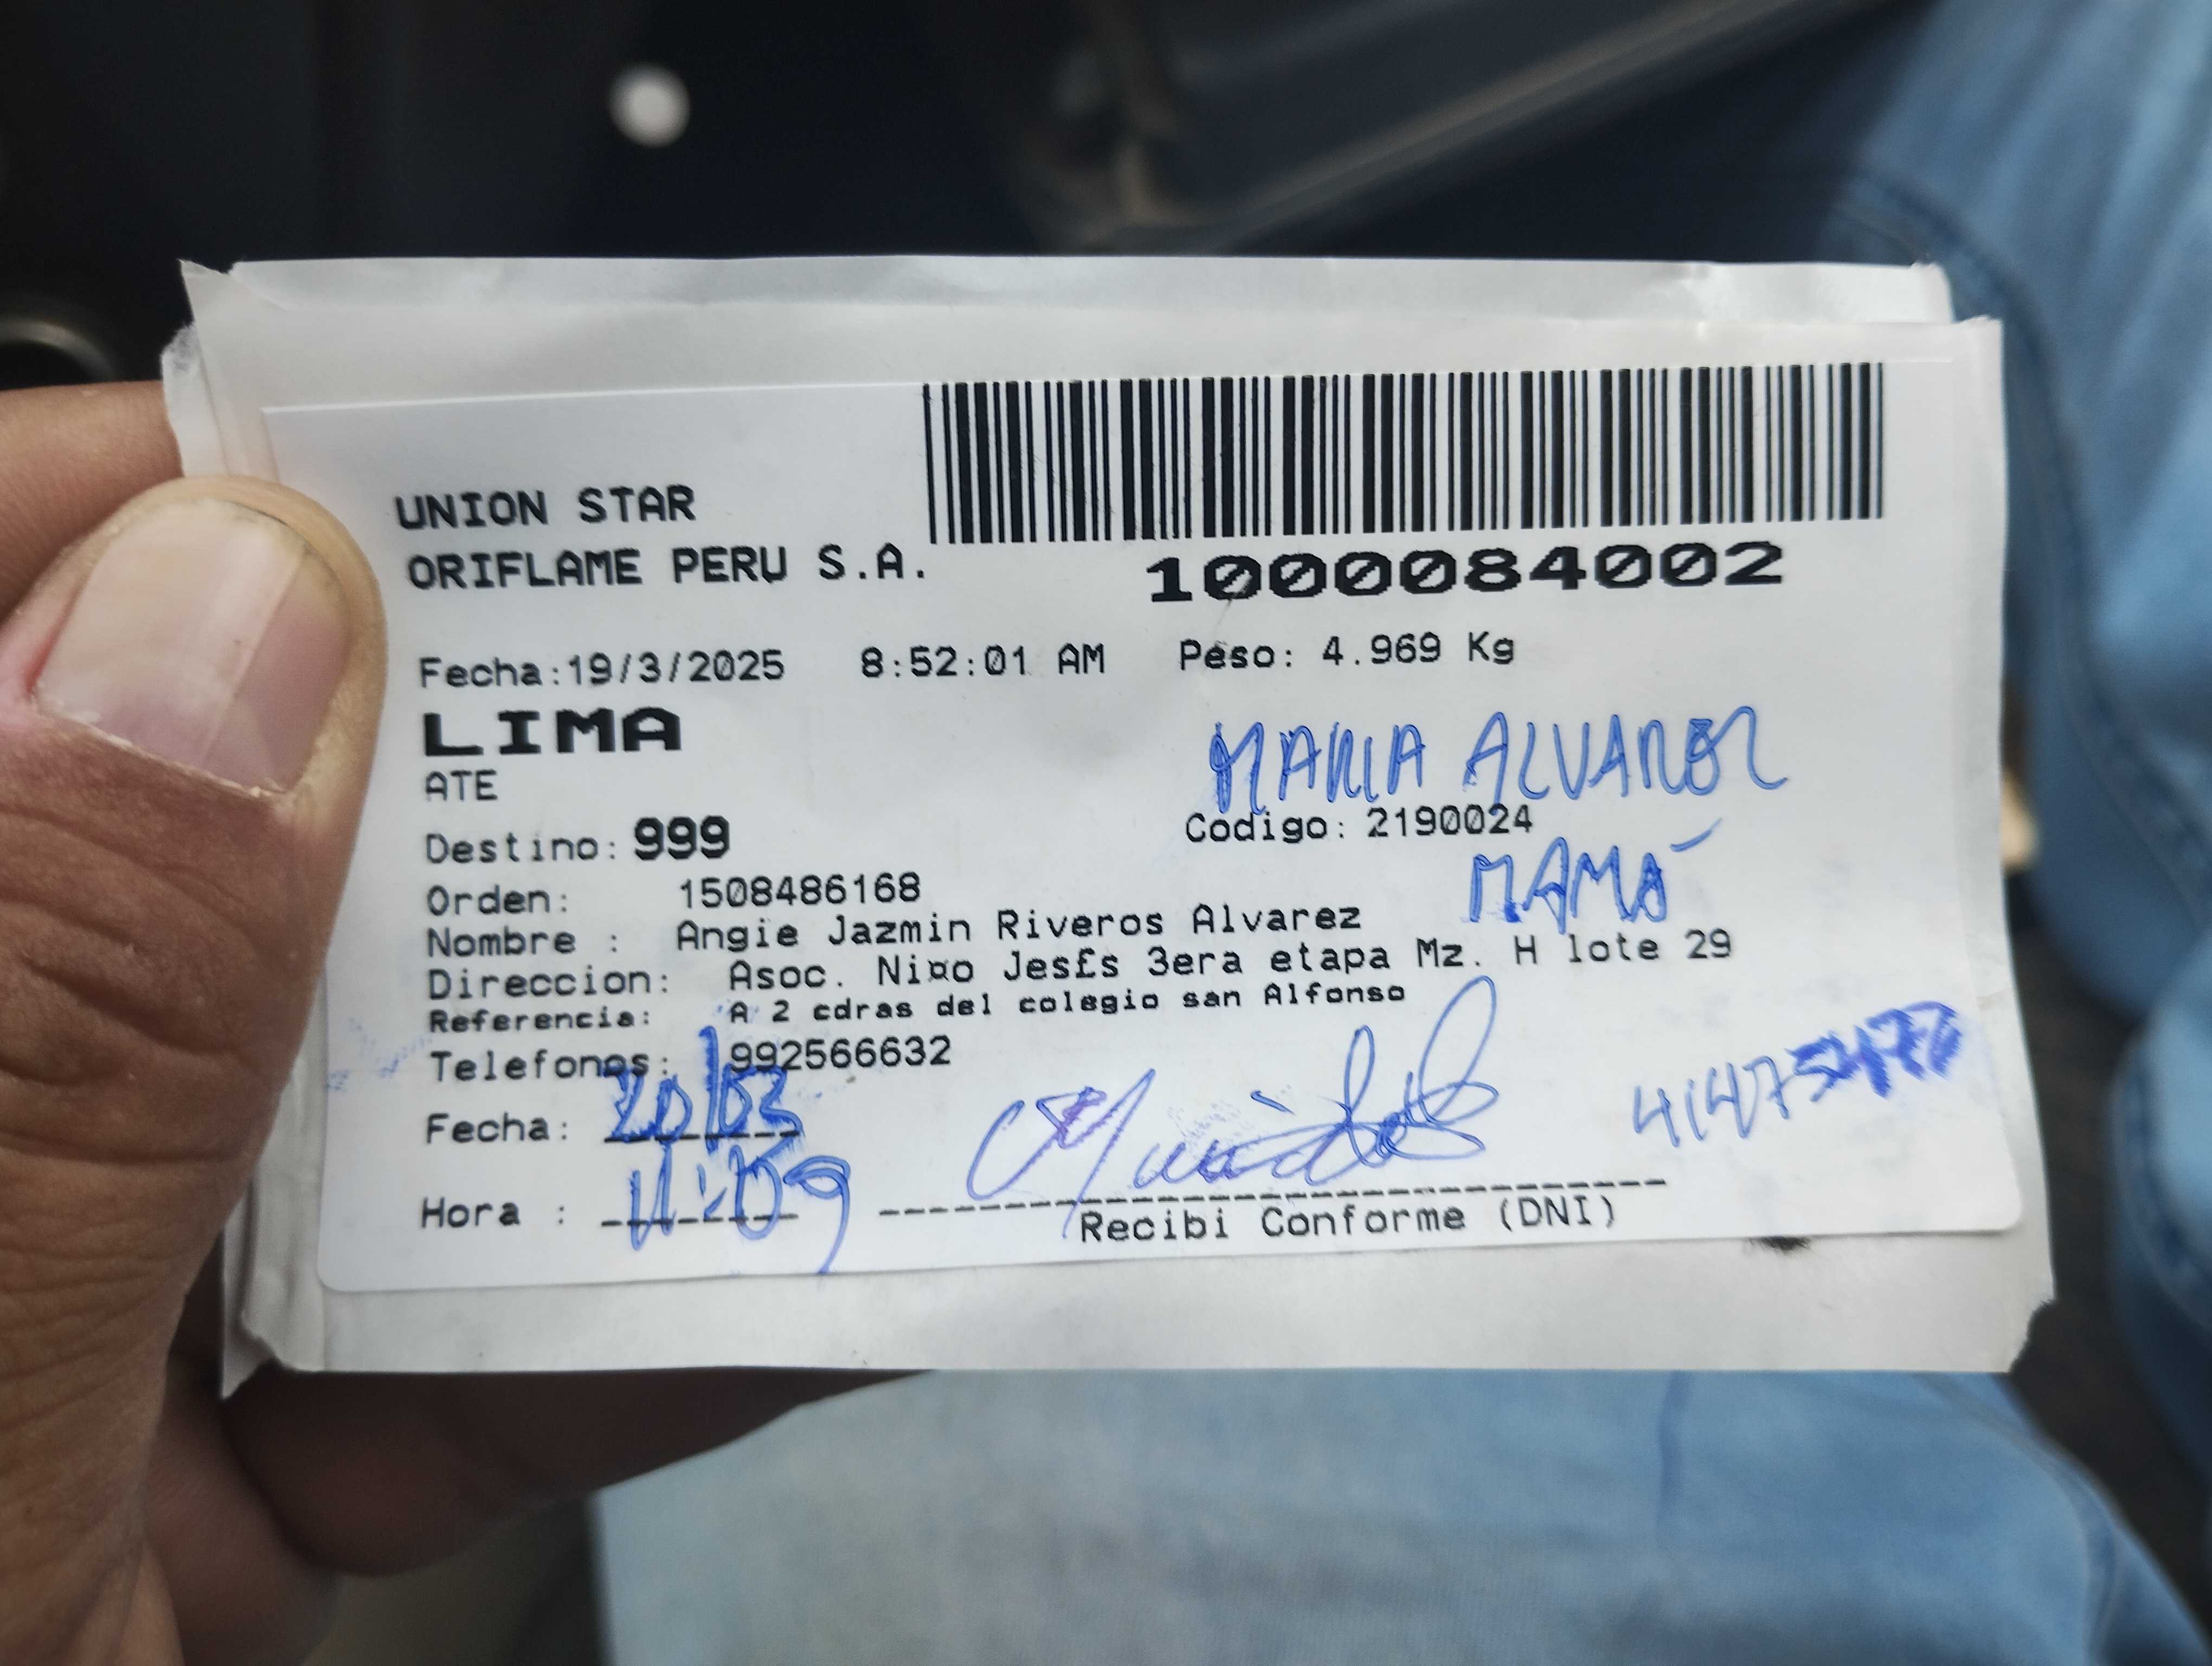 UNION STAR
ORIFLAME PERU S.A.
1000084002
Fecha:19/3/2025 8:52:01 AM Peso: 4.969 Kg
LIMA
MARIA ALVAREZ
ATE
Destino: 999 Codigo: 2190024
MAMÁ
Orden: 1508486168
Nombre : Angie Jazmin Riveros Alvarez
Direccion: Asoc. Ni¤o Jes£s 3era etapa Mz. H lote 29
Referencia: A 2 cdras del colegio san Alfonso
Telefonos: 992566632
Fecha: 20/03
Hora : 11:09
Recibi Conforme (DNI)